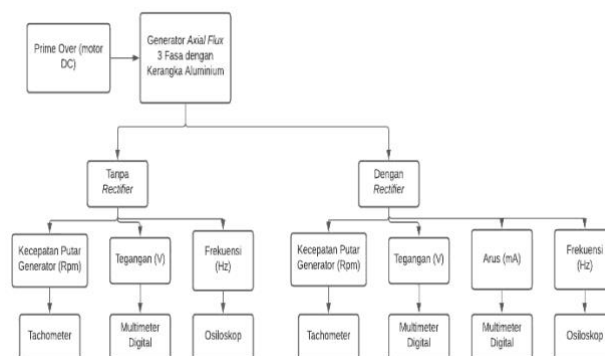 Prime Over (motor
DC)
Generator Axial Flux
3 Fasa dengan
Kerangka Aluminium
Tanpa
Rectifier
Dengan
Rectifier
Kecepatan Putar
Generator (Rpm)
Tegangan (V)
Frekuensi
(Hz)
Kecepatan Putar
Generator (Rpm)
Tegangan (V)
Arus (mA)
Frekuensi
(Hz)
Tachometer
Multimeter
Digital
Osiloskop
Tachometer
Multimeter
Digital
Multimeter
Digital
Osiloskop